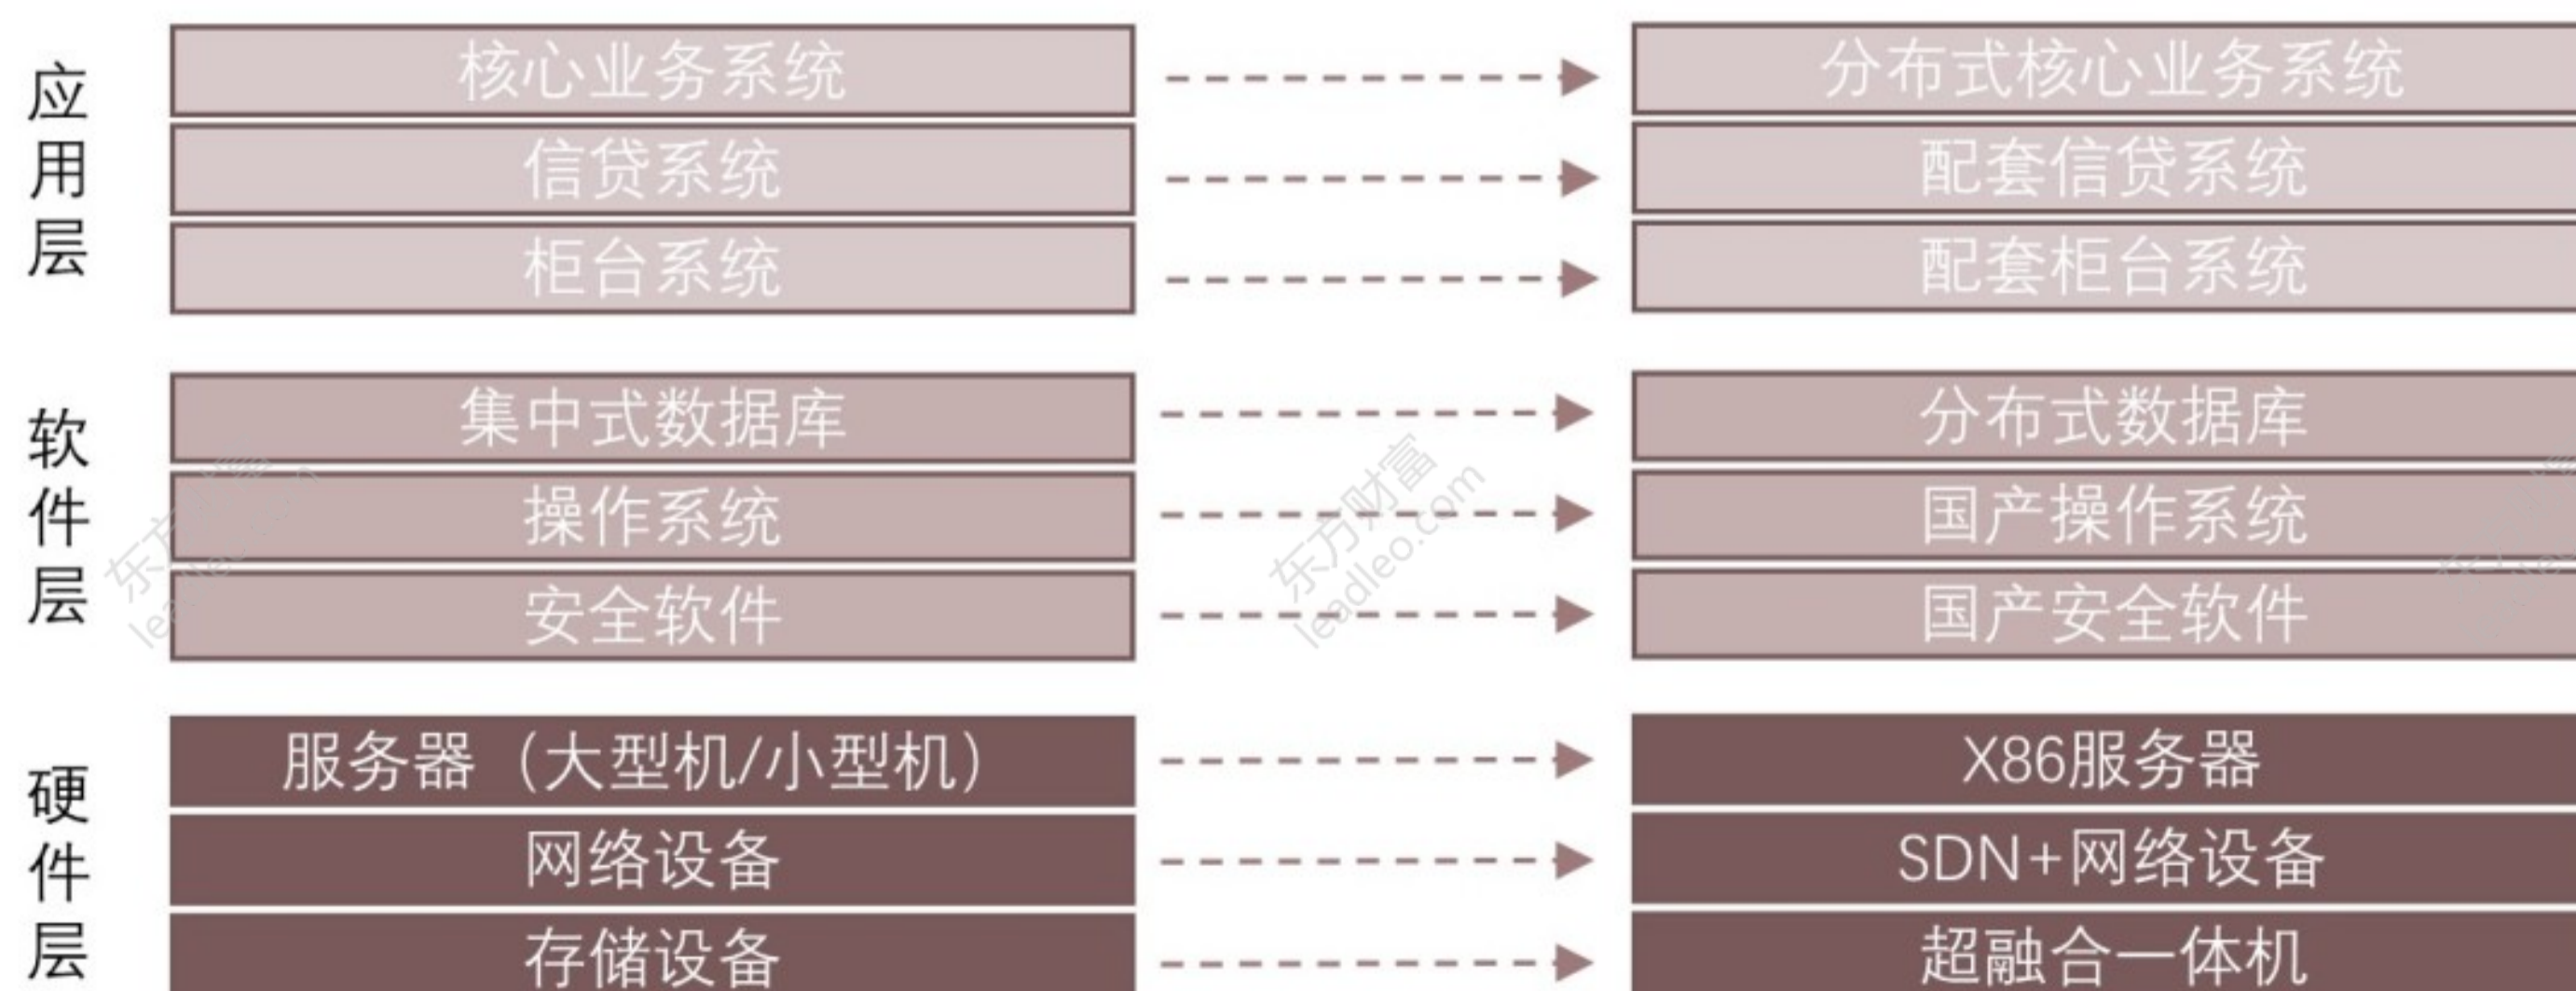 应用层
核心业务系统
分布式核心业务系统
信贷系统
配套信贷系统
柜台系统
配套柜台系统
软件层
集中式数据库
分布式数据库
操作系统
国产操作系统
安全软件
国产安全软件
东方财富
leadleo.com
硬件层
服务器（大型机/小型机）
X86服务器
网络设备
SDN+网络设备
存储设备
超融合一体机